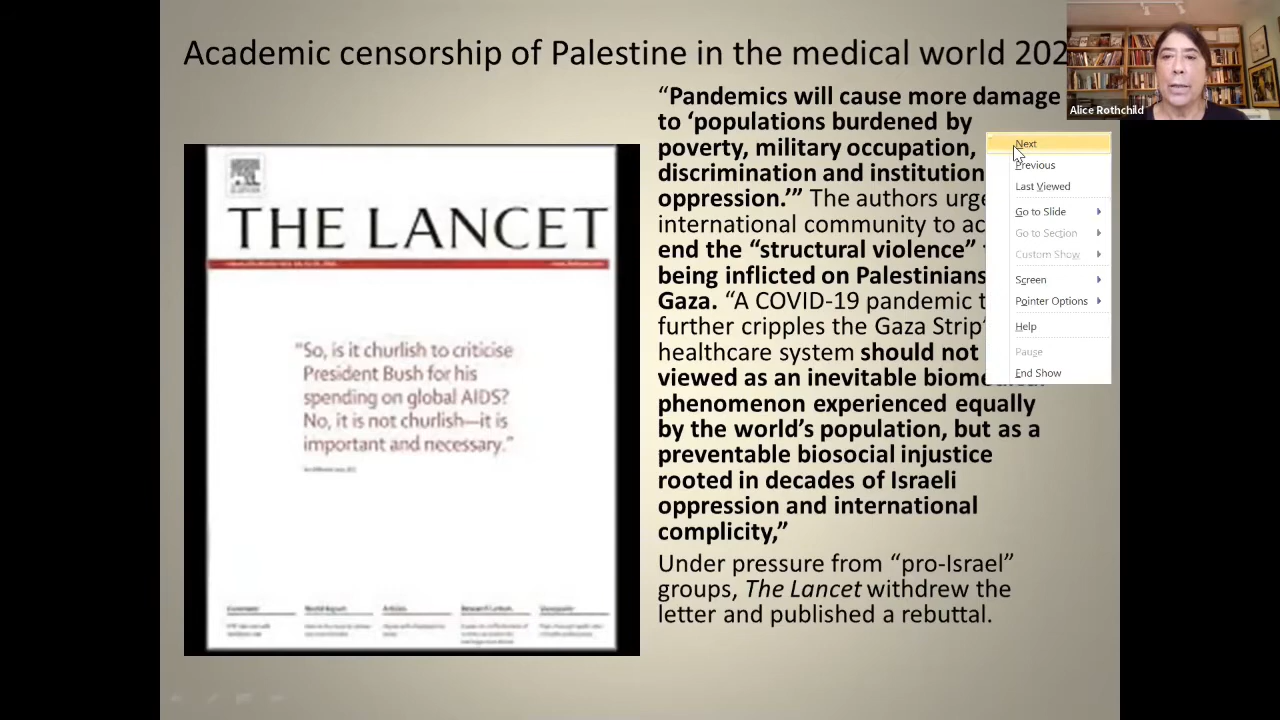 Academic censorship of Palestine in the medical world 202
Alice Rothchild
THE LANCET
"So, is it churlish to criticise
President Bush for his
spending on global AIDS?
No, it is not churlish—it is
important and necessary."
“Pandemics will cause more damage
to ‘populations burdened by
poverty, military occupation,
discrimination and institution
oppression.’” The authors urge
international community to ac
end the “structural violence”
being inflicted on Palestinians
Gaza. “A COVID-19 pandemic t
further cripples the Gaza Strip’
healthcare system should not
viewed as an inevitable biomedical
phenomenon experienced equally
by the world’s population, but as a
preventable biosocial injustice
rooted in decades of Israeli
oppression and international
complicity,”
Under pressure from “pro-Israel”
groups, The Lancet withdrew the
letter and published a rebuttal.
Next
Previous
Last Viewed
Go to Slide
Go to Section
Custom Show
Screen
Pointer Options
Help
Pause
End Show